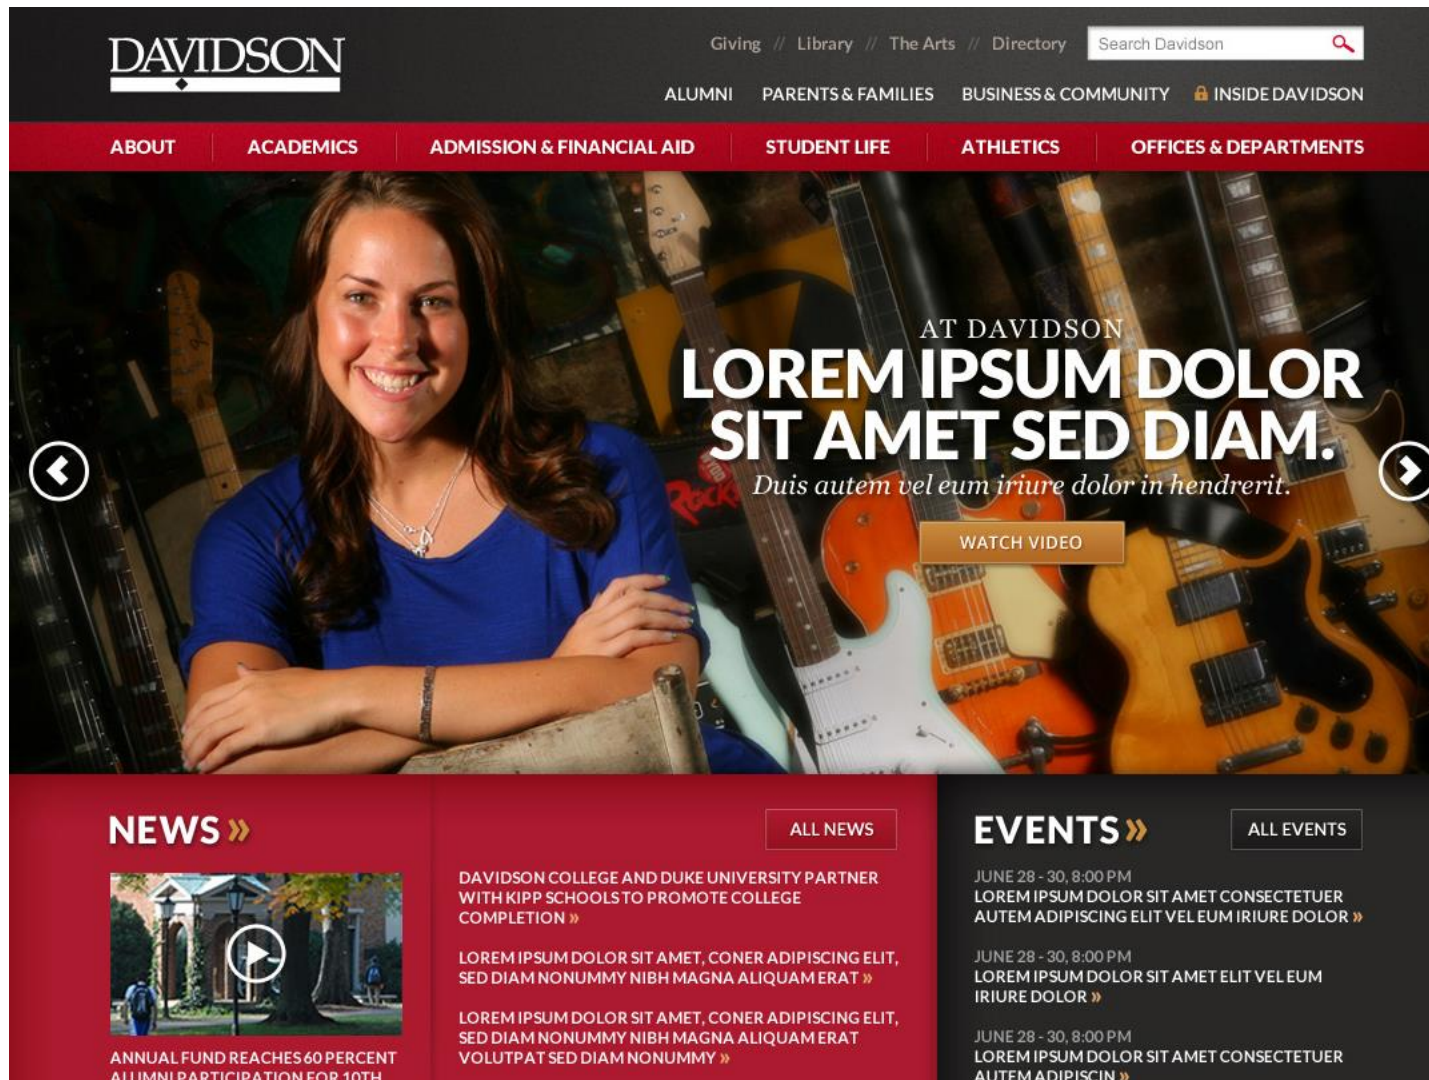 DAVIDSON
Giving // Library // The Arts // Directory
Search Davidson
ALUMNI PARENTS & FAMILIES BUSINESS & COMMUNITY INSIDE DAVIDSON
ABOUT ACADEMICS ADMISSION & FINANCIAL AID STUDENT LIFE ATHLETICS OFFICES & DEPARTMENTS
AT DAVIDSON
LOREM IPSUM DOLOR
SIT AMET SED DIAM.
Duis autem vel eum iriure dolor in hendrerit.
WATCH VIDEO
NEWS »
ANNUAL FUND REACHES 60 PERCENT
ALUMNI PARTICIPATION FOR 10TH
ALL NEWS
DAVIDSON COLLEGE AND DUKE UNIVERSITY PARTNER
WITH KIPP SCHOOLS TO PROMOTE COLLEGE
COMPLETION »
LOREM IPSUM DOLOR SIT AMET, CONER ADIPISCING ELIT,
SED DIAM NONUMMY NIBH MAGNA ALIQUAM ERAT »
LOREM IPSUM DOLOR SIT AMET, CONER ADIPISCING ELIT,
SED DIAM NONUMMY NIBH MAGNA ALIQUAM ERAT
VOLUTPAT SED DIAM NONUMMY »
EVENTS »
ALL EVENTS
JUNE 28 - 30, 8:00 PM
LOREM IPSUM DOLOR SIT AMET CONSECTETUER
AUTEM ADIPISCING ELIT VEL EUM IRIURE DOLOR »
JUNE 28 - 30, 8:00 PM
LOREM IPSUM DOLOR SIT AMET ELIT VEL EUM
IRIURE DOLOR »
JUNE 28 - 30, 8:00 PM
LOREM IPSUM DOLOR SIT AMET CONSECTETUER
AUTEM ADIPISCIN »